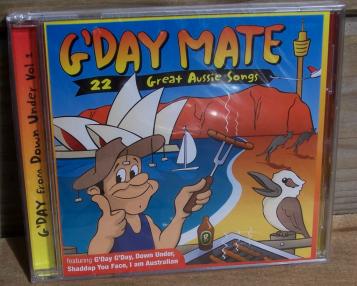 G'DAY MATE
22 Great Aussie Songs
G'DAY From Down Under Vol 1
featuring G'Day G'Day, Down Under,
Shaddap You Face, I am Australian